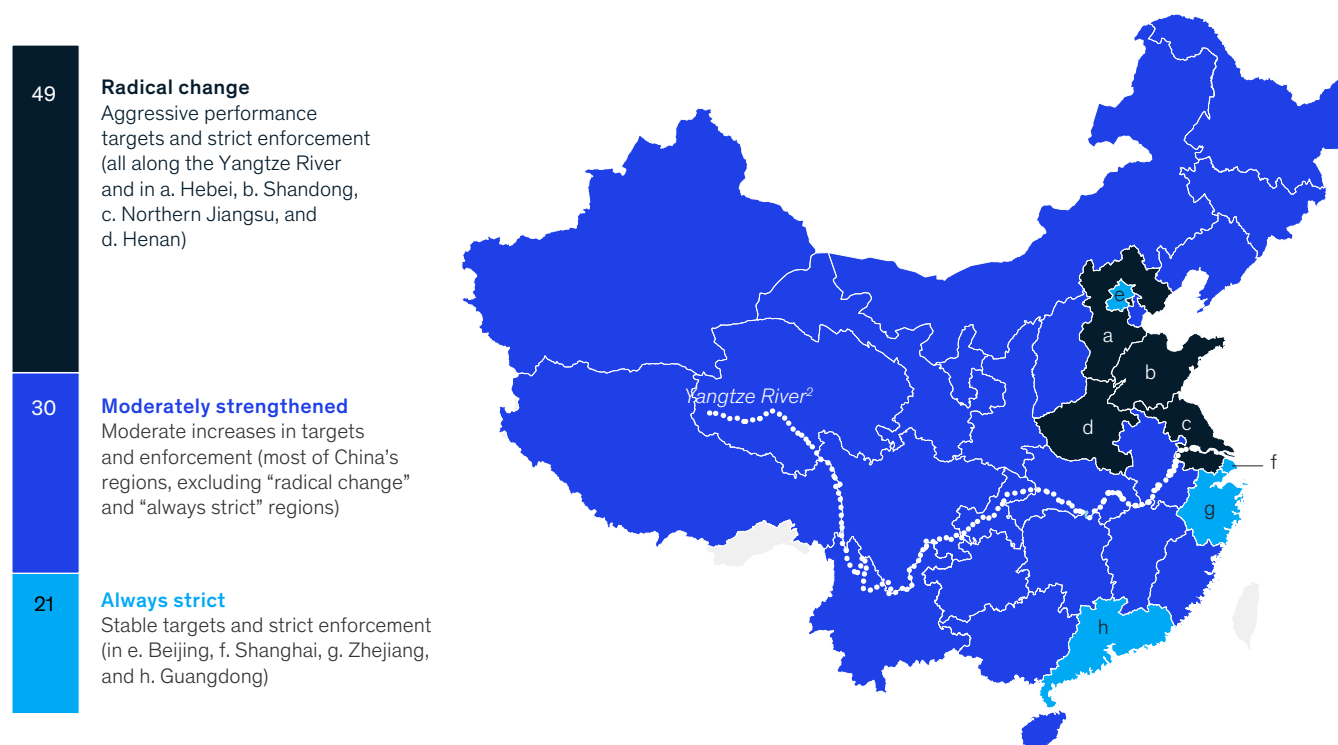 49
Radical change
Aggressive performance
targets and strict enforcement
(all along the Yangtze River
and in a. Hebei, b. Shandong,
c. Northern Jiangsu, and
d. Henan)
30
Moderately strengthened
Moderate increases in targets
and enforcement (most of China’s
regions, excluding “radical change”
and “always strict” regions)
21
Always strict
Stable targets and strict enforcement
(in e. Beijing, f. Shanghai, g. Zhejiang,
and h. Guangdong)
e
a
b
Yangtze River²
c
d
f
g
h